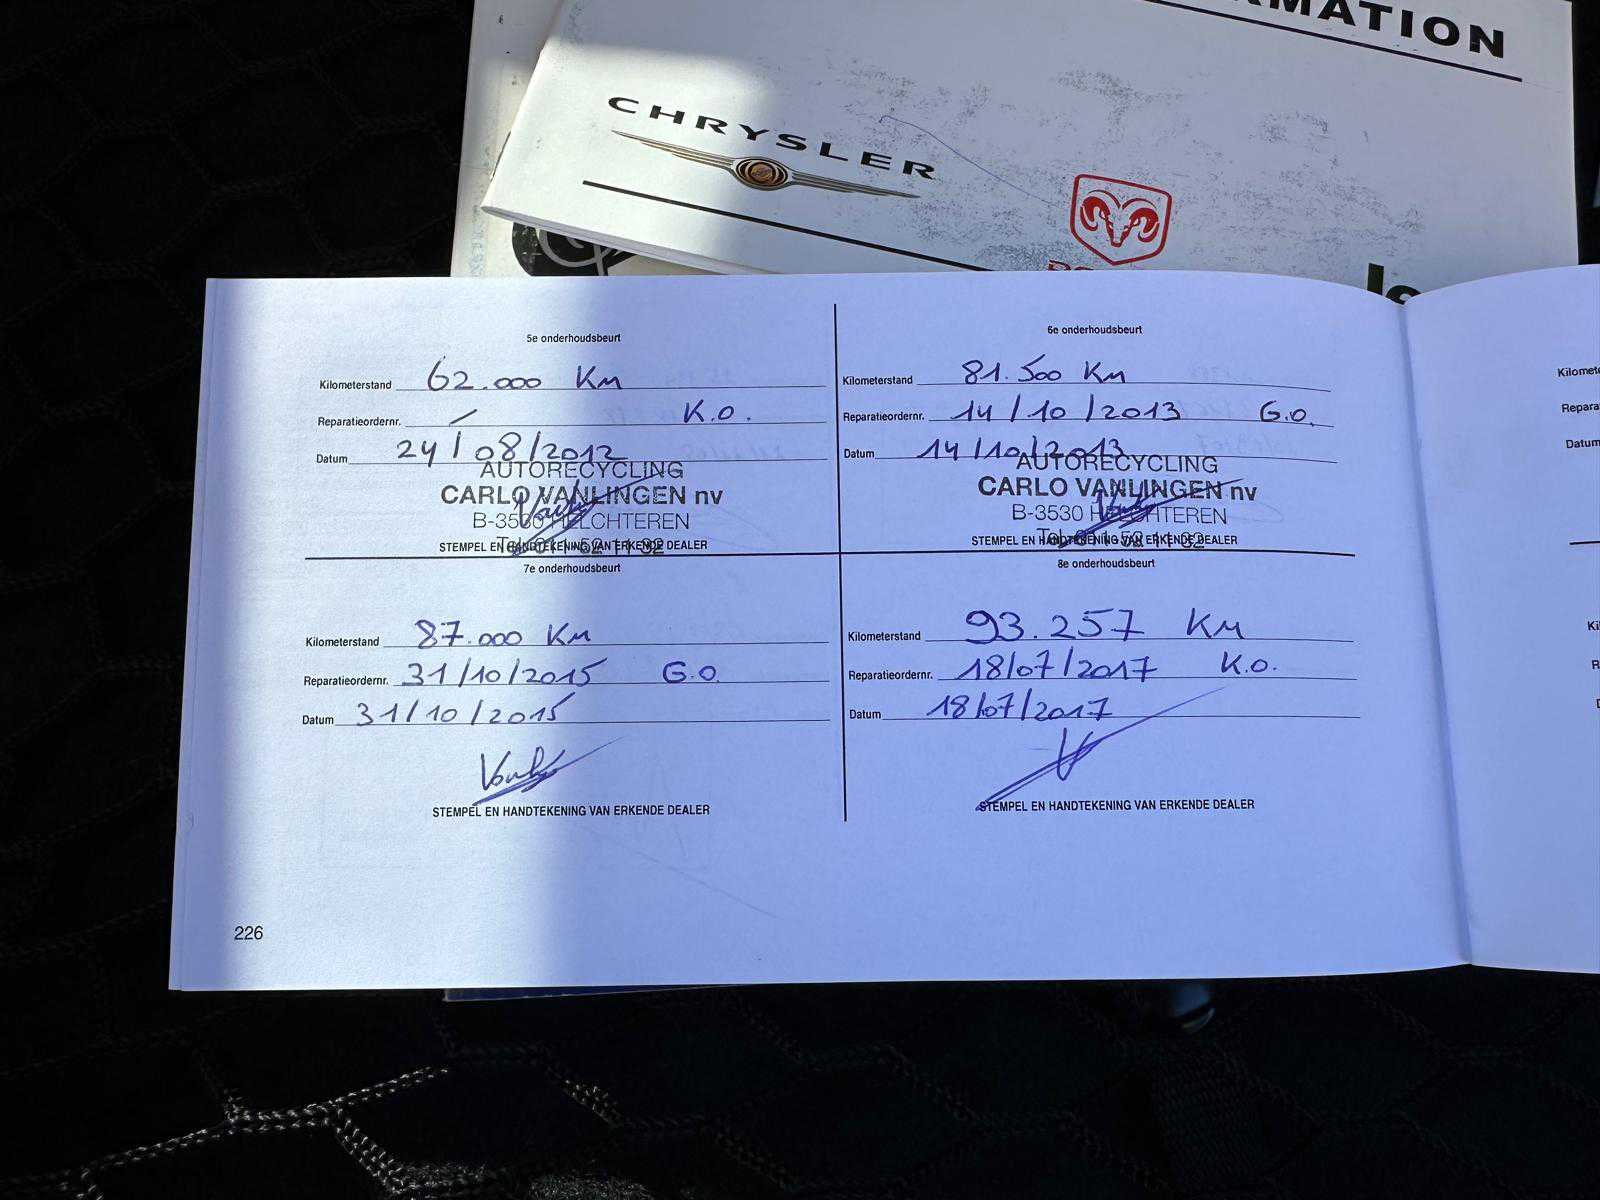 CHRYSLER
5e onderhoudsbeurt
Kilometerstand 62.000 Km
Reparatieordernr. / K.O.
Datum 24/08/2012
AUTORECYCLING
CARLO VANLINGEN nv
B-3530 HELCHTEREN
STEMPEL EN HANDTEKENING VAN ERKENDE DEALER
6e onderhoudsbeurt
Kilometerstand 81.500 Km
Reparatieordernr. 14/10/2013 G.O.
Datum 14/10/2013
AUTORECYCLING
CARLO VANLINGEN nv
B-3530 HELCHTEREN
STEMPEL EN HANDTEKENING VAN ERKENDE DEALER
7e onderhoudsbeurt
Kilometerstand 87.000 Km
Reparatieordernr. 31/10/2015 G.O.
Datum 31/10/2015
STEMPEL EN HANDTEKENING VAN ERKENDE DEALER
8e onderhoudsbeurt
Kilometerstand 93.257 Km
Reparatieordernr. 18/07/2017 K.O.
Datum 18/07/2017
STEMPEL EN HANDTEKENING VAN ERKENDE DEALER
226
Datum